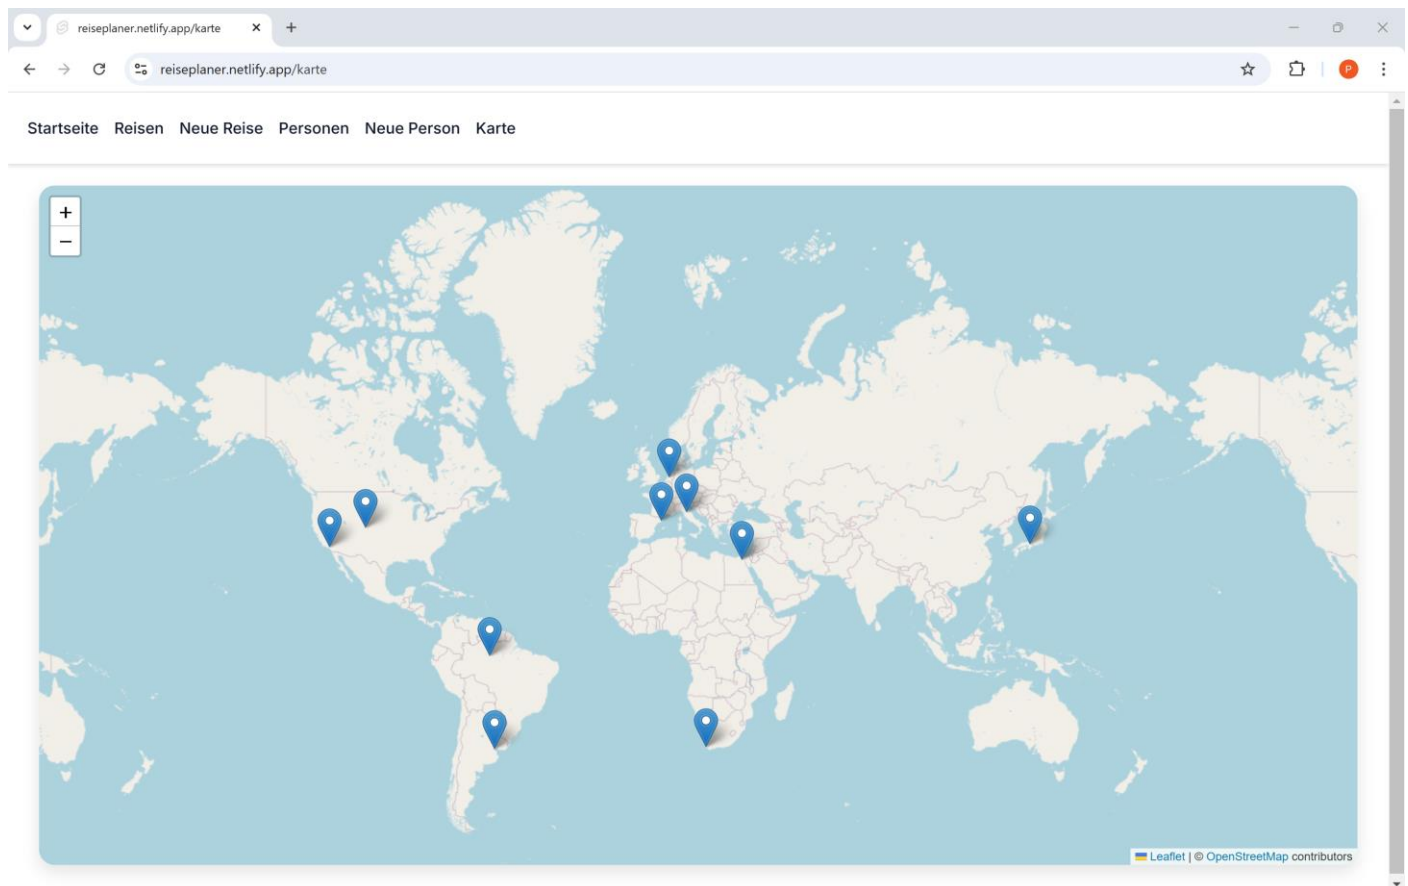 reiseplaner.netlify.app/karte
reiseplaner.netlify.app/karte
P
Startseite Reisen Neue Reise Personen Neue Person Karte
+
−
Leaflet | © OpenStreetMap contributors